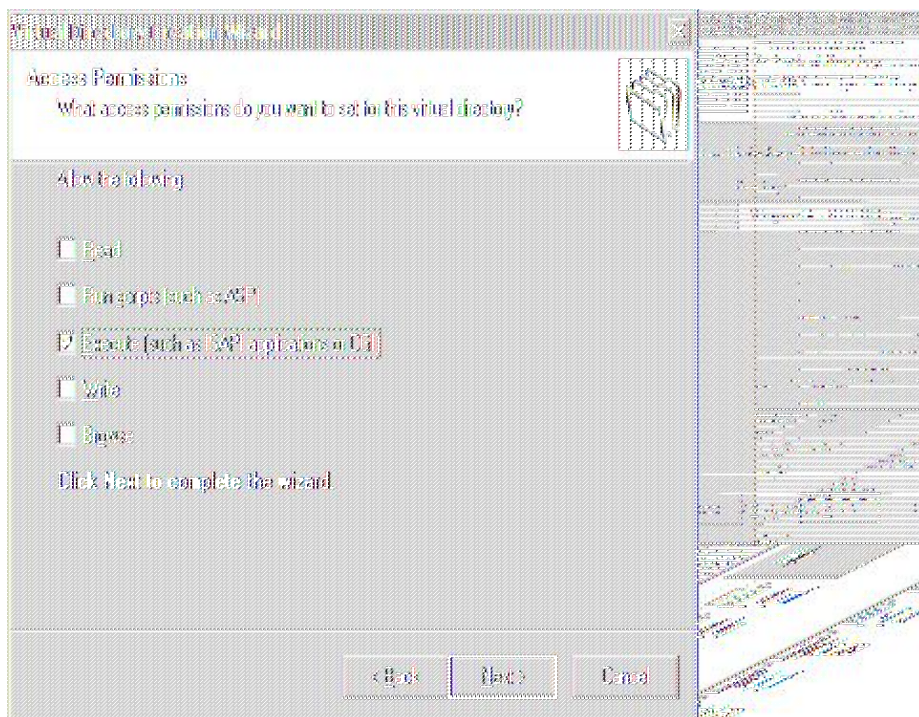 Virtual Directory Creation Wizard
Access Permissions
What access permissions do you want to set for this virtual directory?
Allow the following:
Read
Run scripts (such as ASP)
Execute (such as ISAPI applications or CGI)
Write
Browse
Click Next to complete the wizard.
< Back
Next >
Cancel